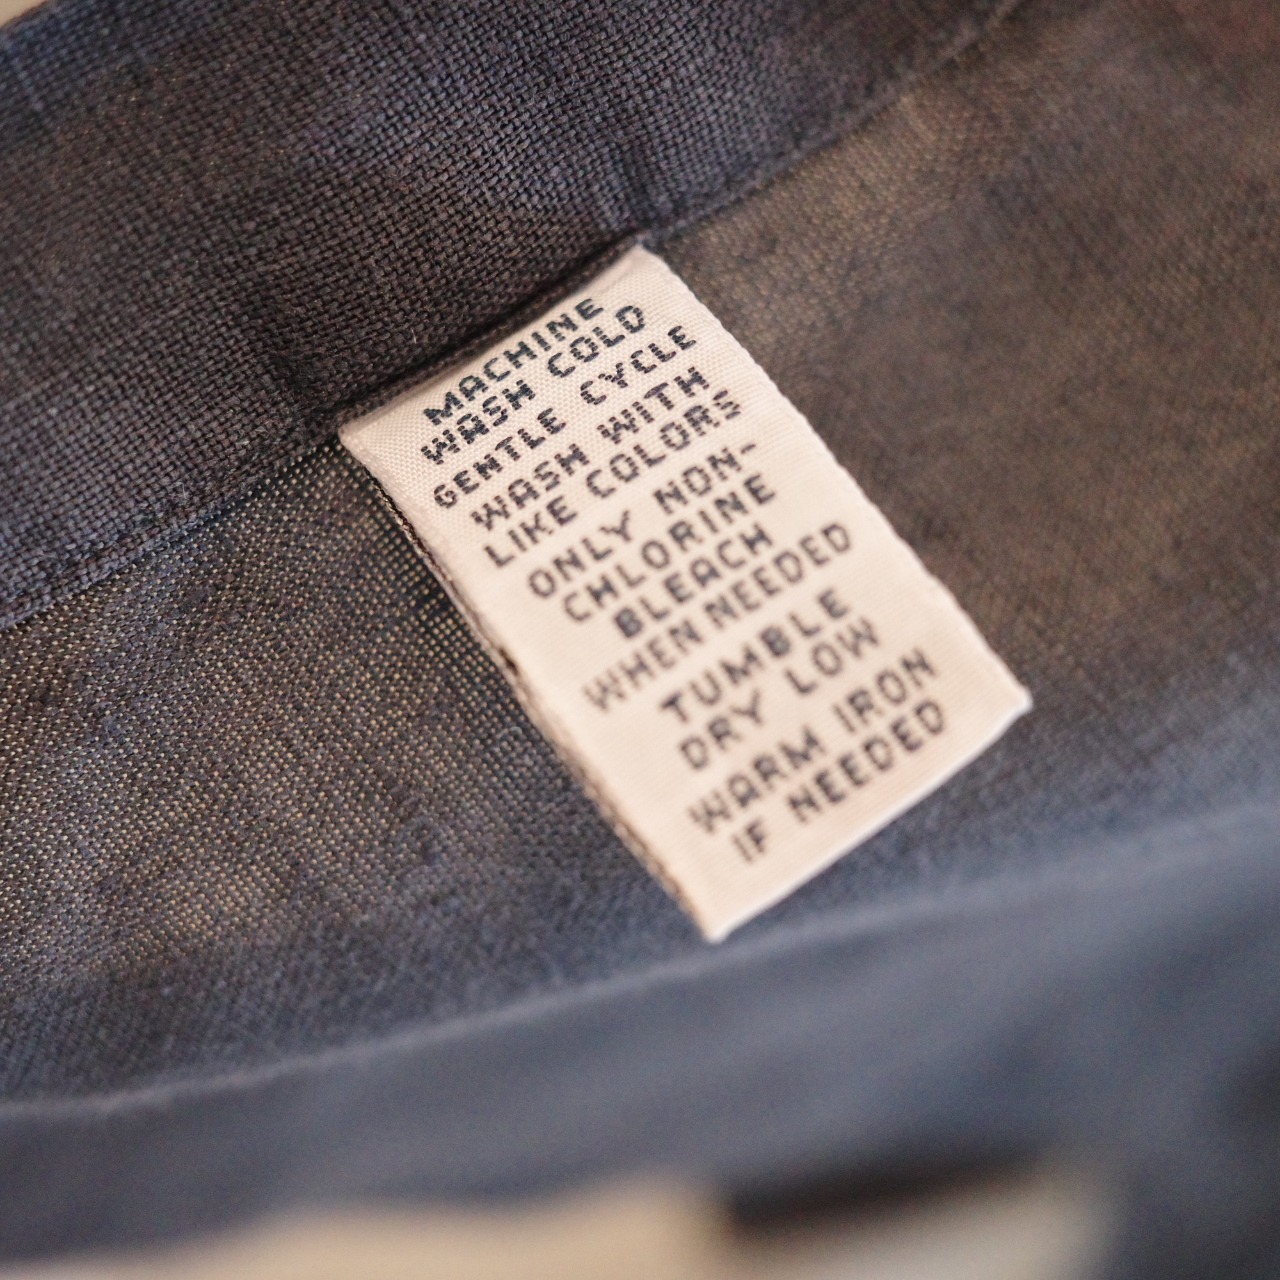 MACHINE
WASH COLD
GENTLE CYCLE
WASH WITH
LIKE COLORS
ONLY NON-
CHLORINE
BLEACH
WHEN NEEDED
TUMBLE
DRY LOW
WARM IRON
IF NEEDED